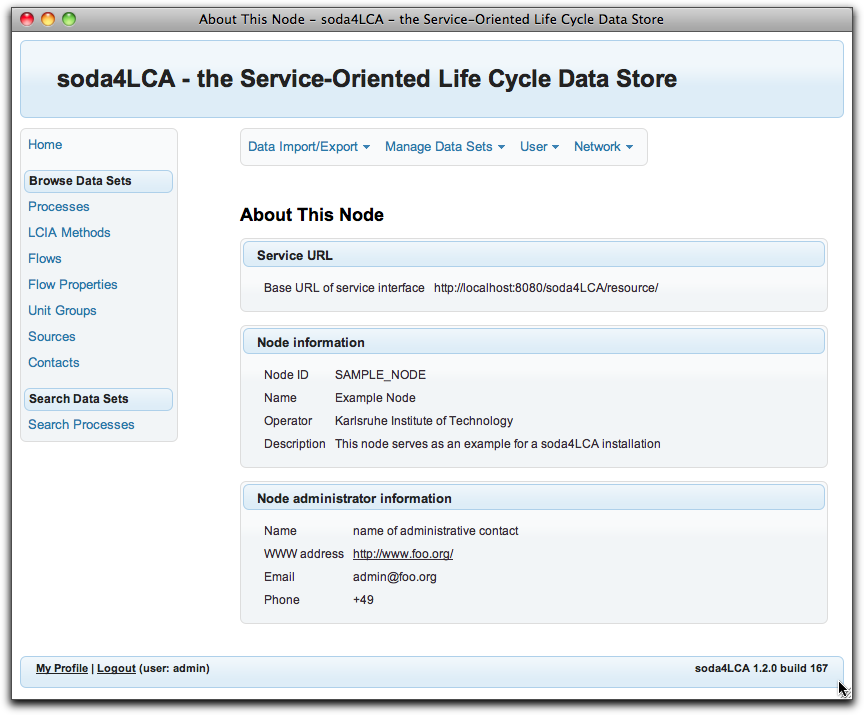 About This Node – soda4LCA – the Service-Oriented Life Cycle Data Store
soda4LCA - the Service-Oriented Life Cycle Data Store
Home
Browse Data Sets
Processes
LCIA Methods
Flows
Flow Properties
Unit Groups
Sources
Contacts
Search Data Sets
Search Processes
Data Import/Export Manage Data Sets User Network
About This Node
Service URL
Base URL of service interface http://localhost:8080/soda4LCA/resource/
Node information
Node ID SAMPLE_NODE
Name Example Node
Operator Karlsruhe Institute of Technology
Description This node serves as an example for a soda4LCA installation
Node administrator information
Name name of administrative contact
WWW address http://www.foo.org/
Email admin@foo.org
Phone +49
My Profile | Logout (user: admin) soda4LCA 1.2.0 build 167